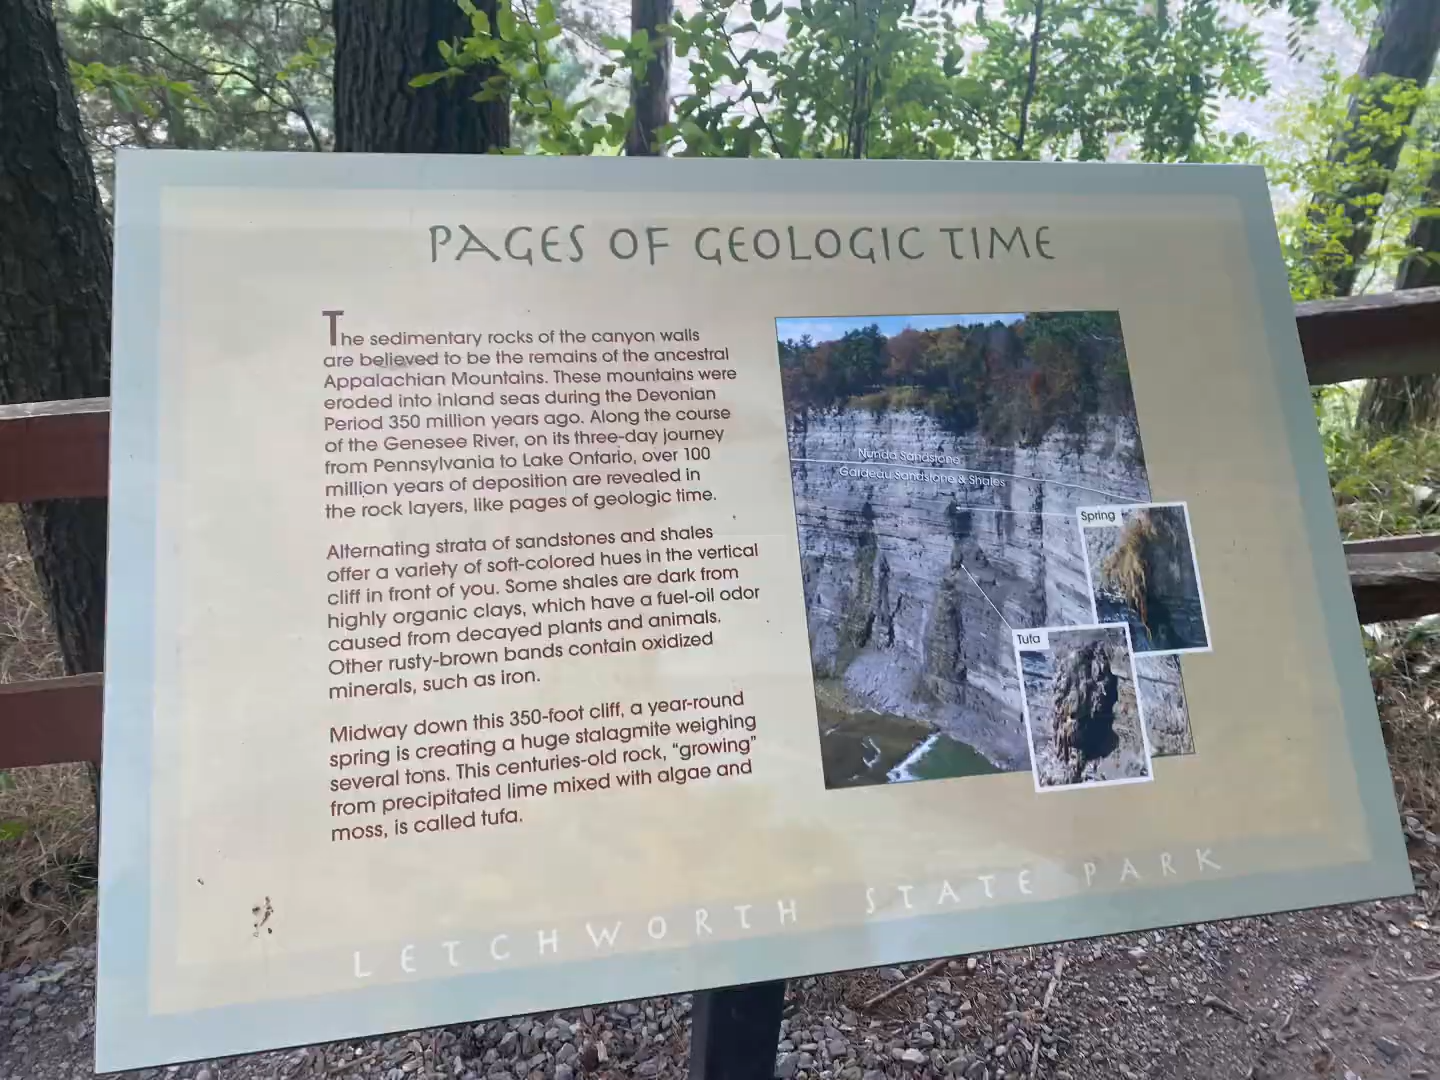 PAGES OF GEOLOGIC TIME
The sedimentary rocks of the canyon walls
are believed to be the remains of the ancestral
Appalachian Mountains. These mountains were
eroded into inland seas during the Devonian
Period 350 million years ago. Along the course
of the Genesee River, on its three-day journey
from Pennsylvania to Lake Ontario, over 100
million years of deposition are revealed in
the rock layers, like pages of geologic time.
Alternating strata of sandstones and shales
offer a variety of soft-colored hues in the vertical
cliff in front of you. Some shales are dark from
highly organic clays, which have a fuel-oil odor
caused from decayed plants and animals.
Other rusty-brown bands contain oxidized
minerals, such as iron.
Midway down this 350-foot cliff, a year-round
spring is creating a huge stalagmite weighing
several tons. This centuries-old rock, “growing”
from precipitated lime mixed with algae and
moss, is called tufa.
Nunda Sandstone
Gardeau Sandstone & Shales
Spring
Tufa
LETCHWORTH STATE PARK